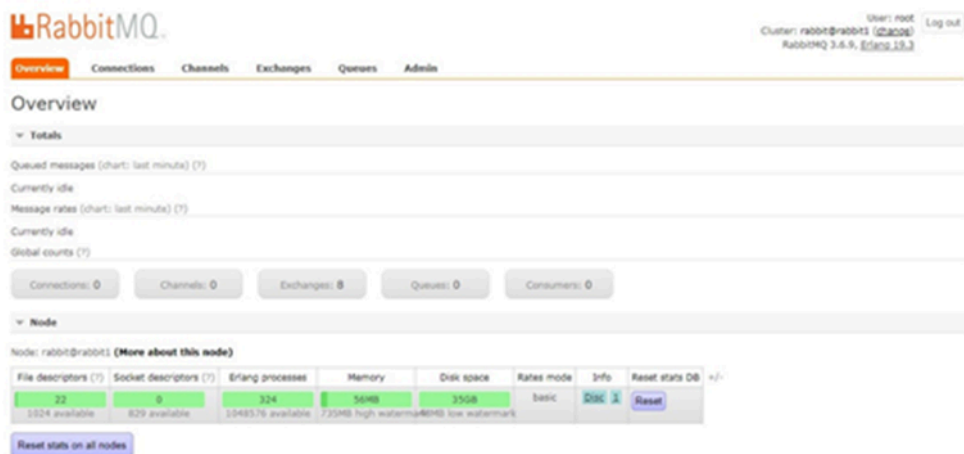 RabbitMQ.
User: root
Log out
Cluster: rabbit@rabbit1 (change)
RabbitMQ 3.6.9, Erlang 19.3
Overview Connections Channels Exchanges Queues Admin
Overview
Totals
Queued messages (chart: last minute) (?)
Currently idle
Message rates (chart: last minute) (?)
Currently idle
Global counts (?)
Connections: 0 Channels: 0 Exchanges: 8 Queues: 0 Consumers: 0
Node
Node: rabbit@rabbit1 (More about this node)
File descriptors (?) Socket descriptors (?) Erlang processes Memory Disk space Rates mode Info Reset stats DB +/-
22 0 324 56MB 35GB basic Disc 1 Reset
1024 available 829 available 1048576 available 735MB high watermark low watermark
Reset stats on all nodes